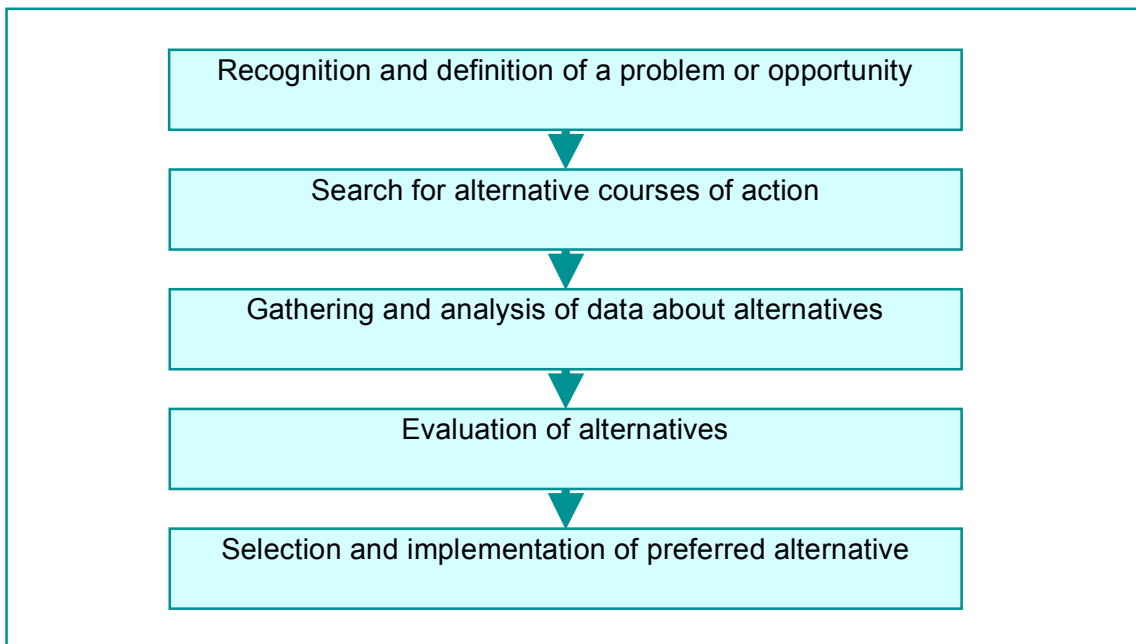 Recognition and definition of a problem or opportunity
Search for alternative courses of action
Gathering and analysis of data about alternatives
Evaluation of alternatives
Selection and implementation of preferred alternative